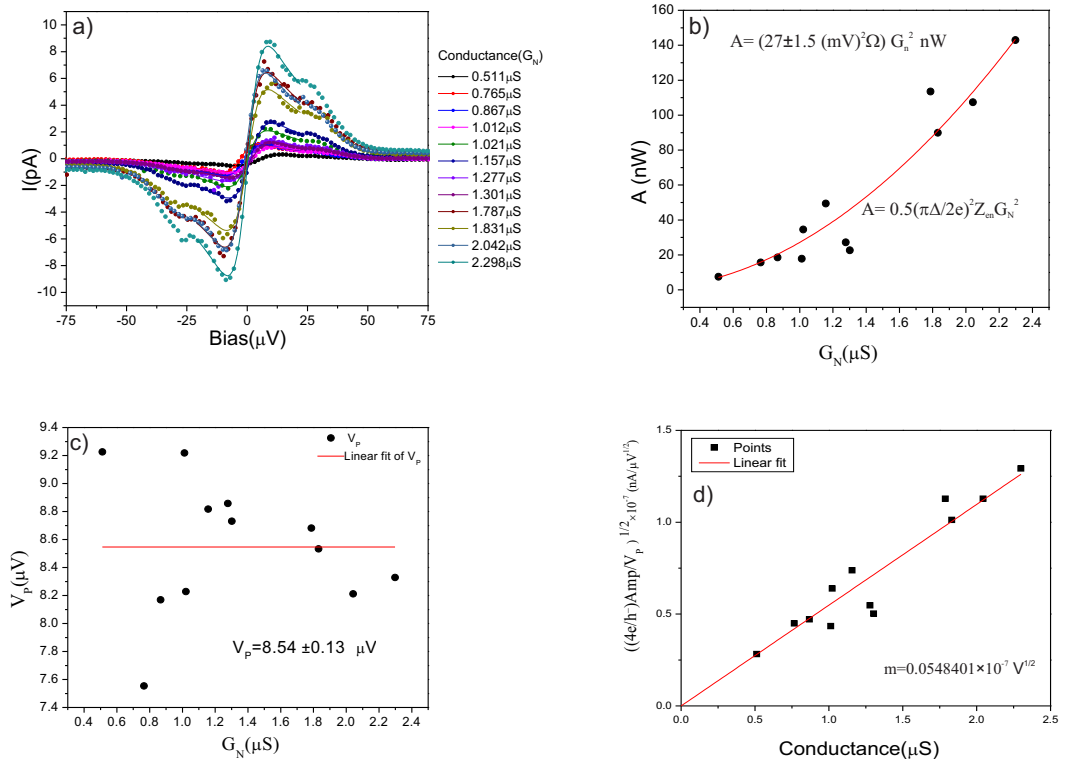 a)
10
8
6
4
2
0
-2
-4
-6
-8
-10
I(pA)
-75 -50 -25 0 25 50 75
Bias(μV)
Conductance(G_N)
0.511μS
0.765μS
0.867μS
1.012μS
1.021μS
1.157μS
1.277μS
1.301μS
1.787μS
1.831μS
2.042μS
2.298μS
b)
160
140
120
100
80
60
40
20
0
A (nW)
A= (27±1.5 (mV)²Ω) G_n² nW
A= 0.5(πΔ/2e)²Z_en G_N²
0.4 0.6 0.8 1.0 1.2 1.4 1.6 1.8 2.0 2.2 2.4
G_N(μS)
c)
9.4
9.2
9.0
8.8
8.6
8.4
8.2
8.0
7.8
7.6
7.4
V_P(μV)
V_P
Linear fit of V_P
V_P=8.54 ±0.13 μV
0.4 0.6 0.8 1.0 1.2 1.4 1.6 1.8 2.0 2.2 2.4
G_N(μS)
Points
Linear fit
d)
1.5
1.0
0.5
0.0
((4e/h⁻)Amp/V_P)^1/2×10^-7 (nA/μV^1/2)
m=0.0548401×10^-7 V^1/2
0.0 0.5 1.0 1.5 2.0 2.5
Conductance(μS)